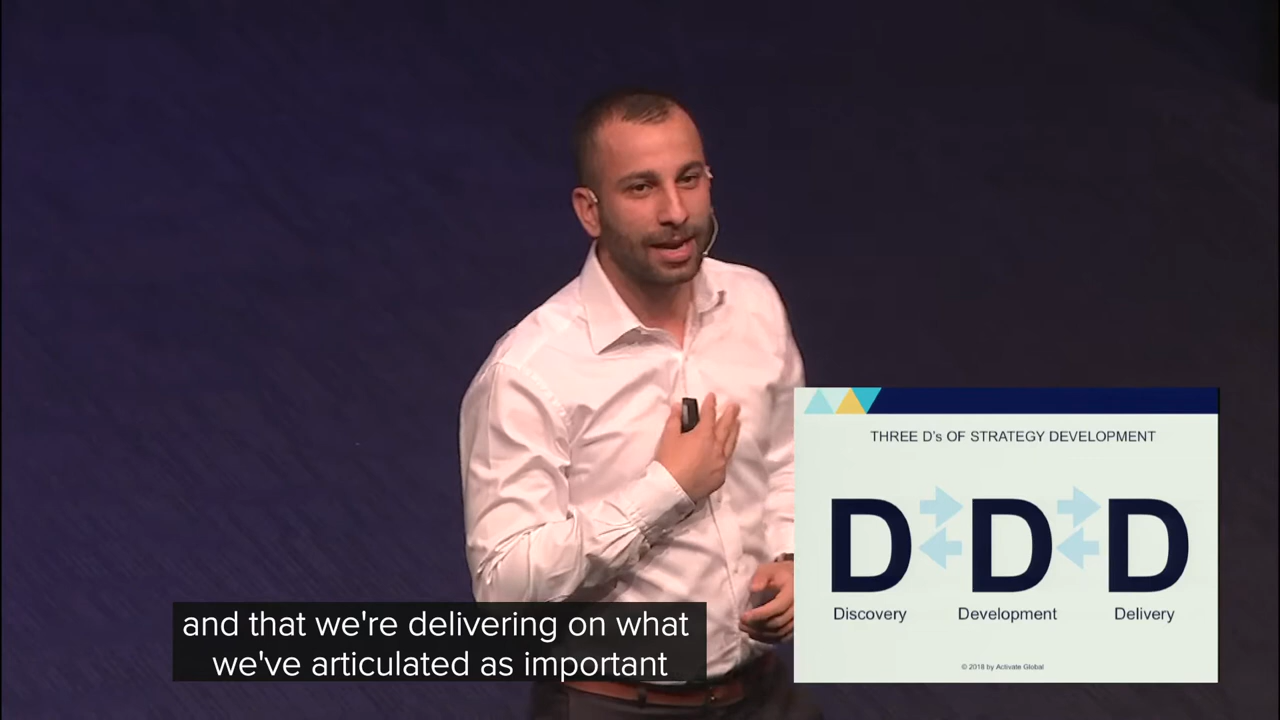 THREE D's OF STRATEGY DEVELOPMENT
D D D
Discovery Development Delivery
© 2018 by Activate Global
and that we're delivering on what
we've articulated as important